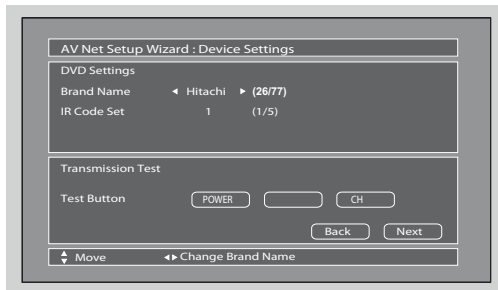 AV Net Setup Wizard : Device Settings
DVD Settings
Brand Name ◄ Hitachi ► (26/77)
IR Code Set 1 (1/5)
Transmission Test
Test Button POWER CH
Back Next
▲▼ Move ◄► Change Brand Name